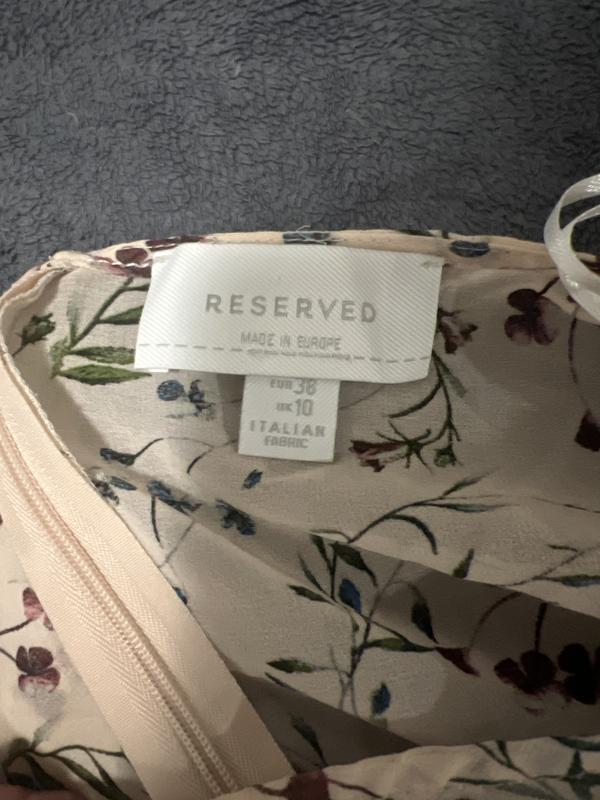 RESERVED
MADE IN EUROPE
EUR 38
UK 10
ITALIAN
FABRIC